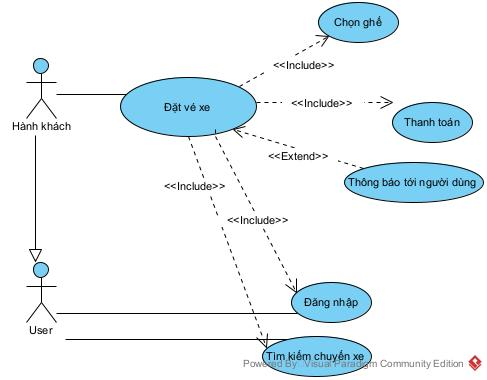 Chọn ghế
<<Include>>
Đặt vé xe
<<Include>>
Thanh toán
Hành khách
<<Extend>>
Thông báo tới người dùng
<<Include>>
<<Include>>
Đăng nhập
User
Tìm kiếm chuyến xe
Powered By Visual Paradigm Community Edition